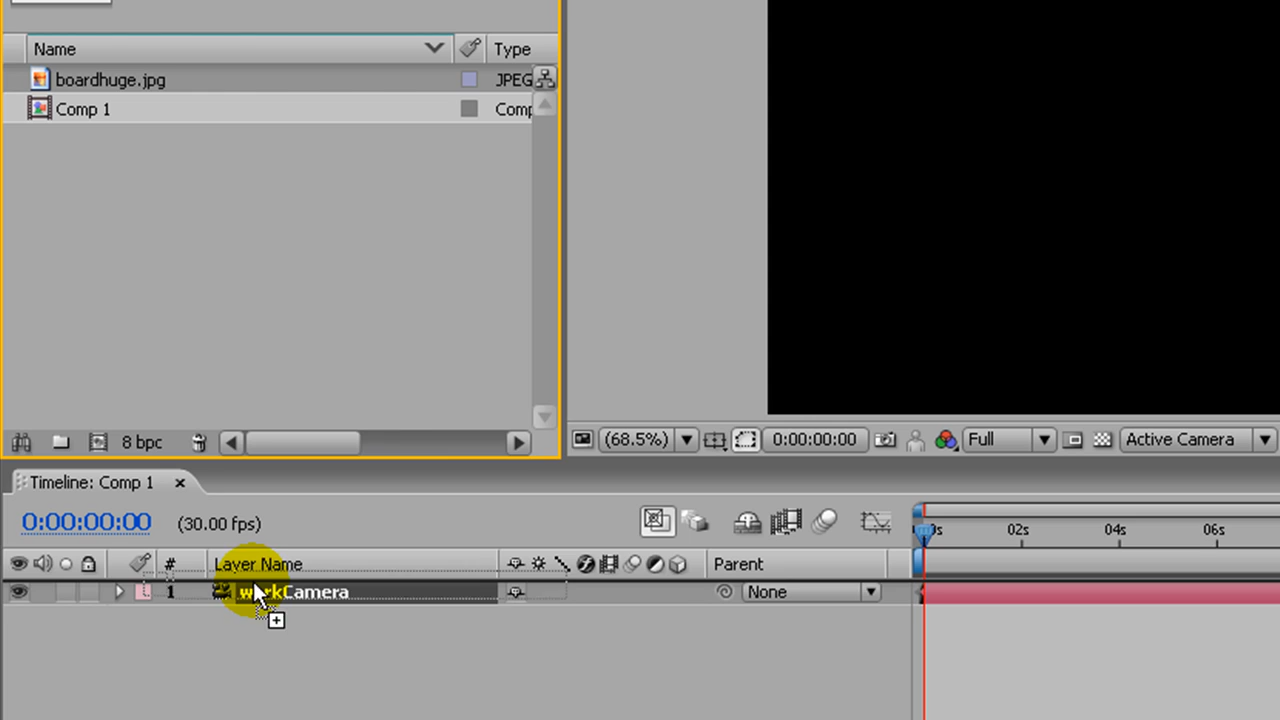 Name Type
boardhuge.jpg JPEG
Comp 1 Comp
8 bpc
(68.5%) 0:00:00:00 Full Active Camera
Timeline: Comp 1
0:00:00:00 (30.00 fps)
02s 04s 06s
# Layer Name Parent
1 workCamera None